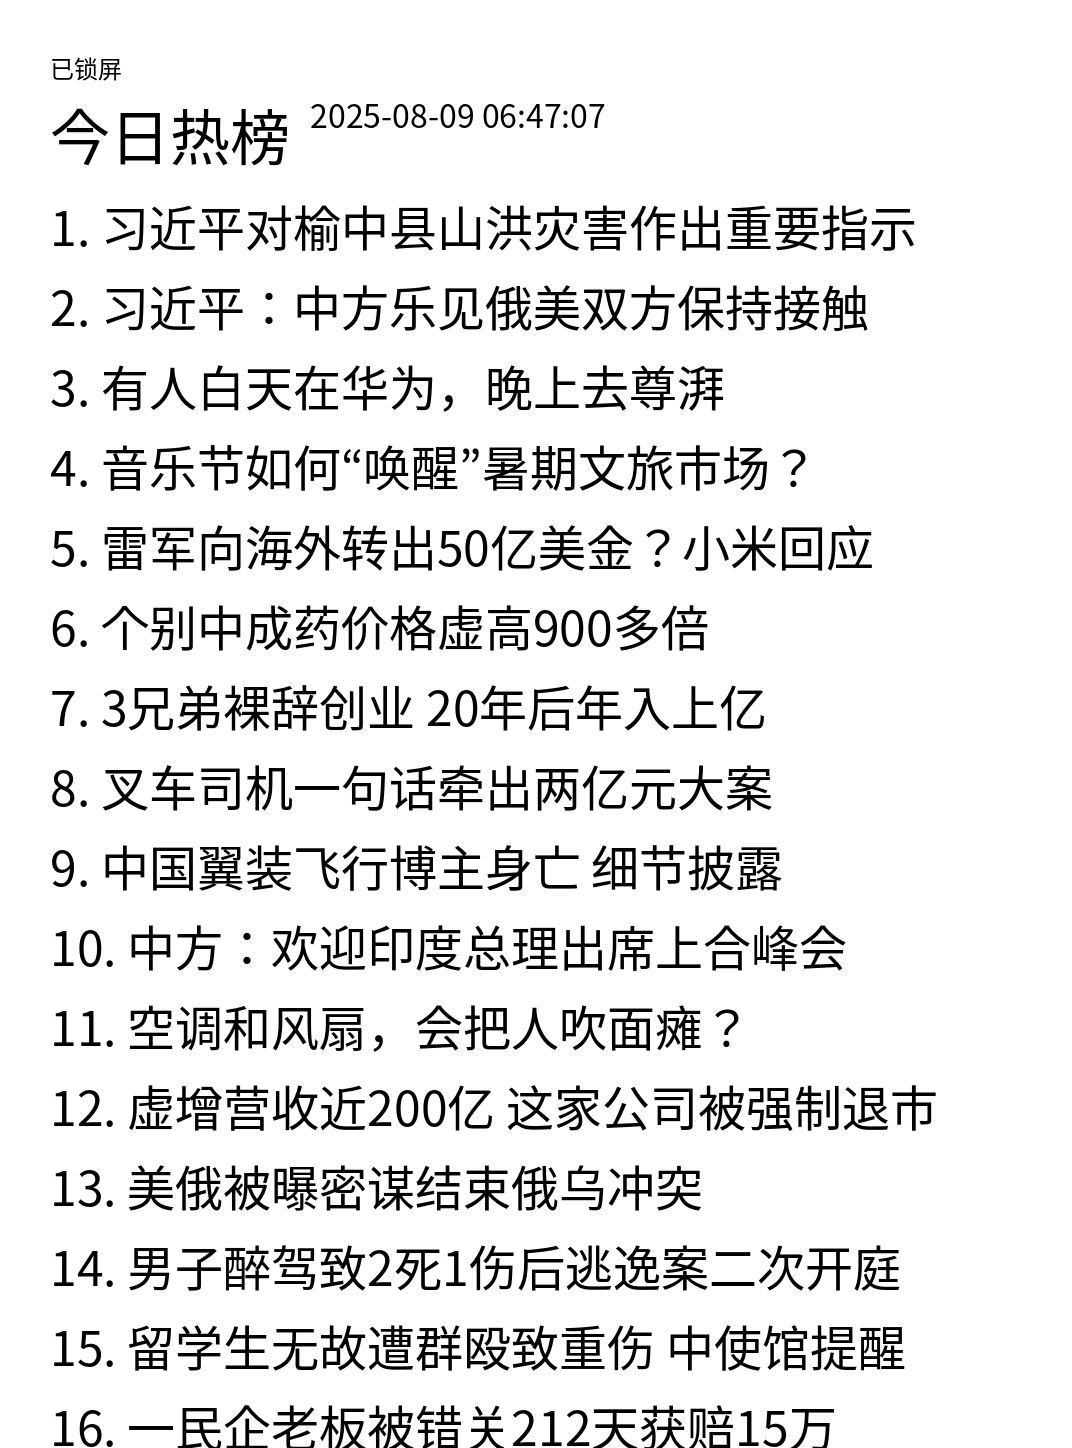 已锁屏
今日热榜 2025-08-09 06:47:07
1. 习近平对榆中县山洪灾害作出重要指示
2. 习近平：中方乐见俄美双方保持接触
3. 有人白天在华为，晚上去尊湃
4. 音乐节如何“唤醒”暑期文旅市场？
5. 雷军向海外转出50亿美金？小米回应
6. 个别中成药价格虚高900多倍
7. 3兄弟裸辞创业 20年后年入上亿
8. 叉车司机一句话牵出两亿元大案
9. 中国翼装飞行博主身亡 细节披露
10. 中方：欢迎印度总理出席上合峰会
11. 空调和风扇，会把人吹面瘫？
12. 虚增营收近200亿 这家公司被强制退市
13. 美俄被曝密谋结束俄乌冲突
14. 男子醉驾致2死1伤后逃逸案二次开庭
15. 留学生无故遭群殴致重伤 中使馆提醒
16. 一民企老板被错关212天获赔15万